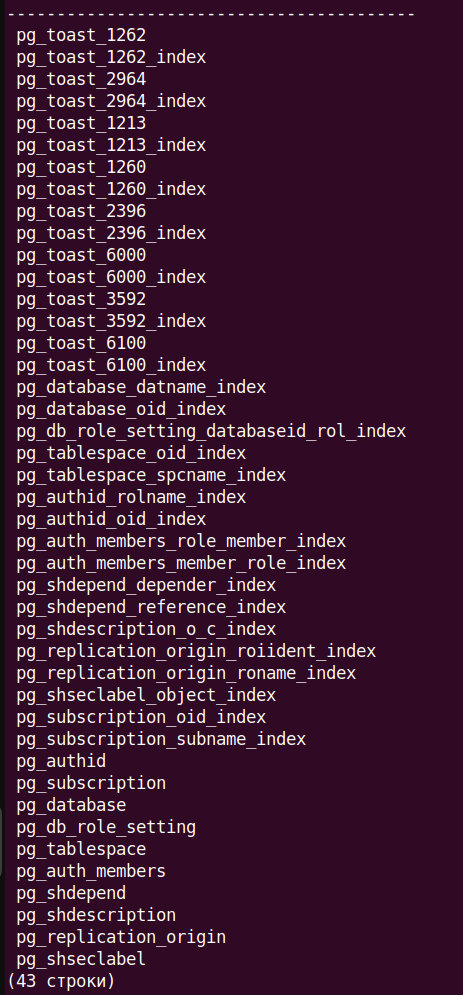 -----------------------------------------
pg_toast_1262
pg_toast_1262_index
pg_toast_2964
pg_toast_2964_index
pg_toast_1213
pg_toast_1213_index
pg_toast_1260
pg_toast_1260_index
pg_toast_2396
pg_toast_2396_index
pg_toast_6000
pg_toast_6000_index
pg_toast_3592
pg_toast_3592_index
pg_toast_6100
pg_toast_6100_index
pg_database_datname_index
pg_database_oid_index
pg_db_role_setting_databaseid_rol_index
pg_tablespace_oid_index
pg_tablespace_spcname_index
pg_authid_rolname_index
pg_authid_oid_index
pg_auth_members_role_member_index
pg_auth_members_member_role_index
pg_shdepend_depender_index
pg_shdepend_reference_index
pg_shdescription_o_c_index
pg_replication_origin_roiident_index
pg_replication_origin_roname_index
pg_shseclabel_object_index
pg_subscription_oid_index
pg_subscription_subname_index
pg_authid
pg_subscription
pg_database
pg_db_role_setting
pg_tablespace
pg_auth_members
pg_shdepend
pg_shdescription
pg_replication_origin
pg_shseclabel
(43 строки)